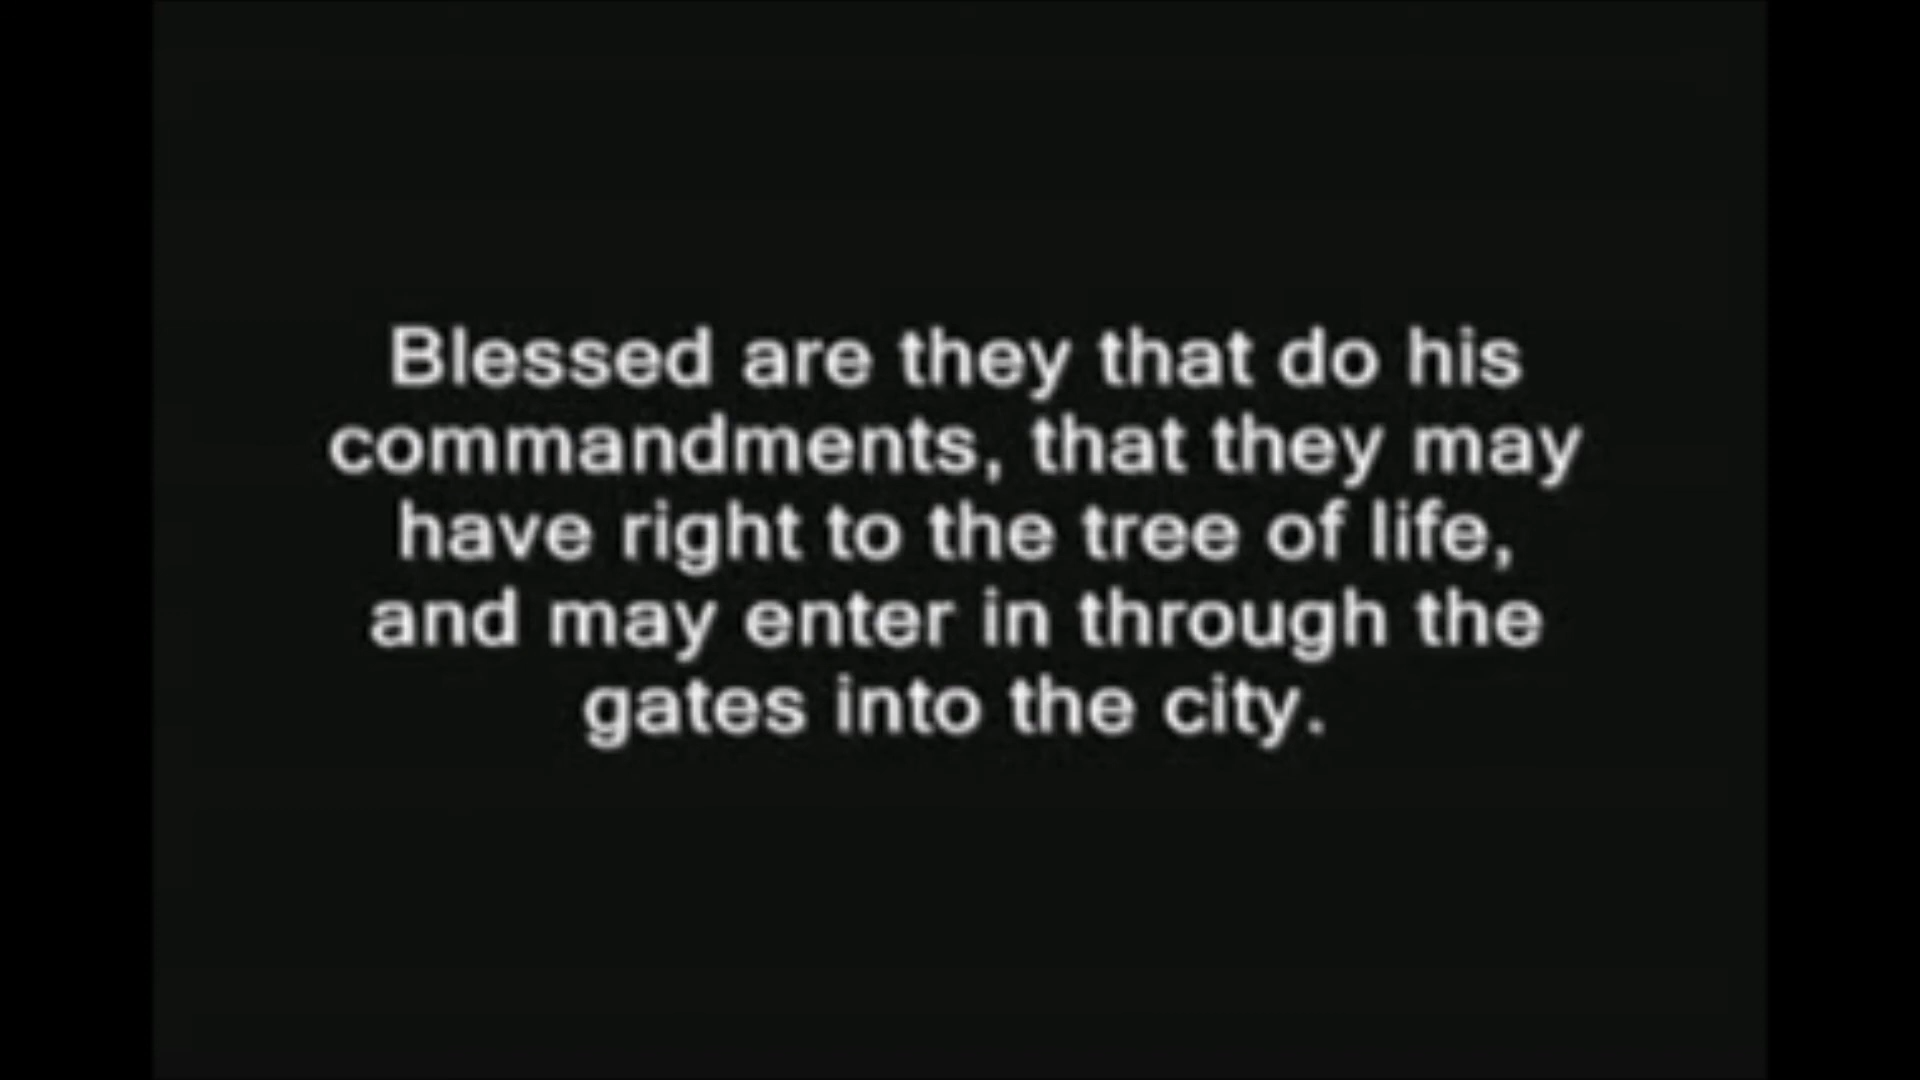 Blessed are they that do his
commandments, that they may
have right to the tree of life,
and may enter in through the
gates into the city.